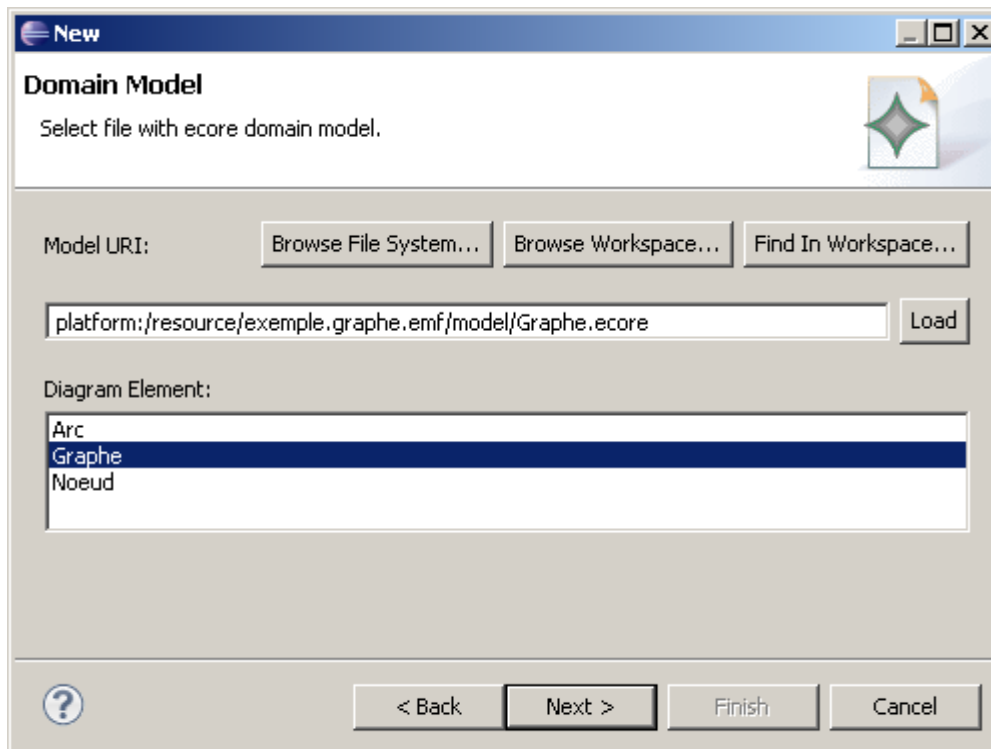 New
Domain Model
Select file with ecore domain model.
Model URI: Browse File System... Browse Workspace... Find In Workspace...
platform:/resource/exemple.graphe.emf/model/Graphe.ecore Load
Diagram Element:
Arc
Graphe
Noeud
? < Back Next > Finish Cancel